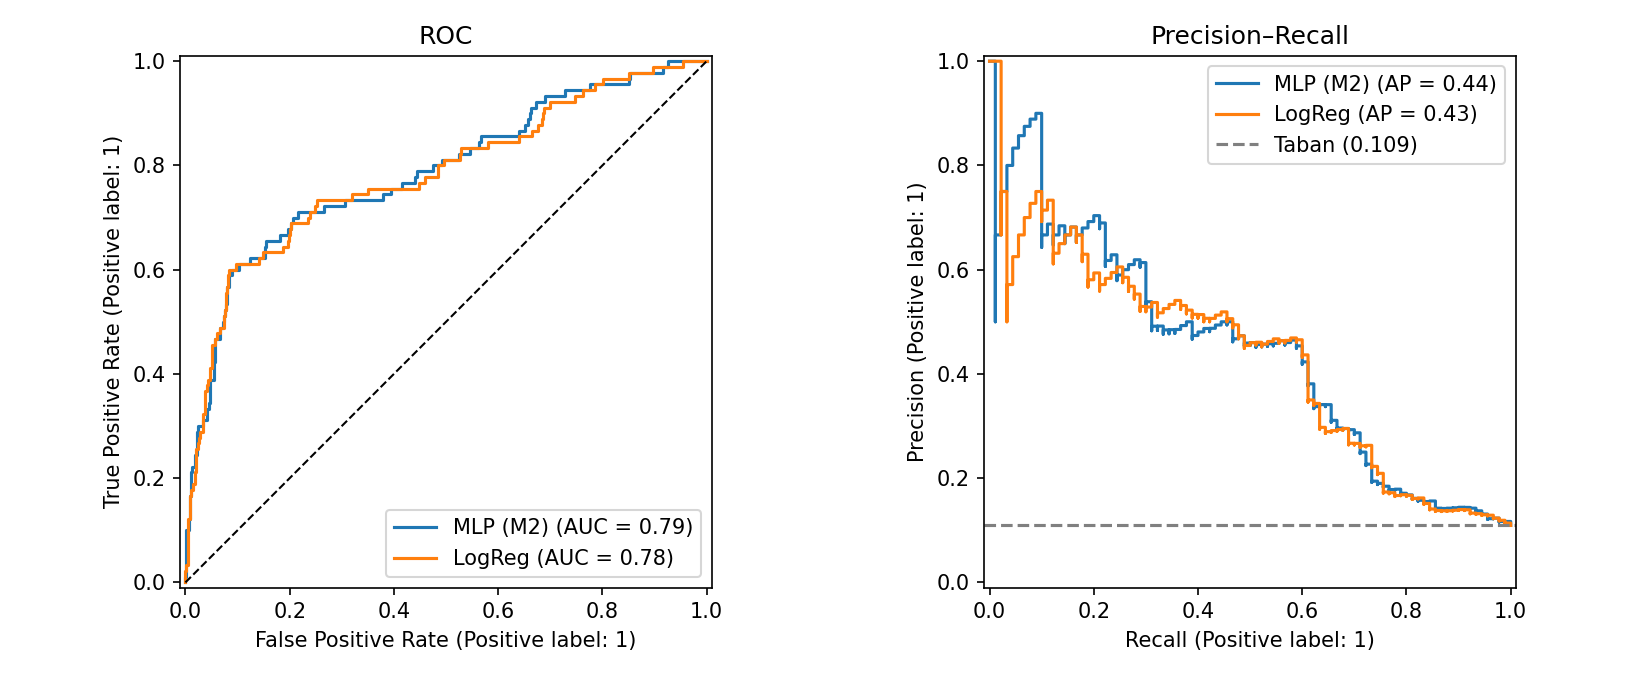 ROC
1.0
0.8
0.6
0.4
0.2
0.0
True Positive Rate (Positive label: 1)
MLP (M2) (AUC = 0.79)
LogReg (AUC = 0.78)
0.0 0.2 0.4 0.6 0.8 1.0
False Positive Rate (Positive label: 1)
Precision–Recall
1.0
0.8
0.6
0.4
0.2
0.0
Precision (Positive label: 1)
MLP (M2) (AP = 0.44)
LogReg (AP = 0.43)
Taban (0.109)
0.0 0.2 0.4 0.6 0.8 1.0
Recall (Positive label: 1)